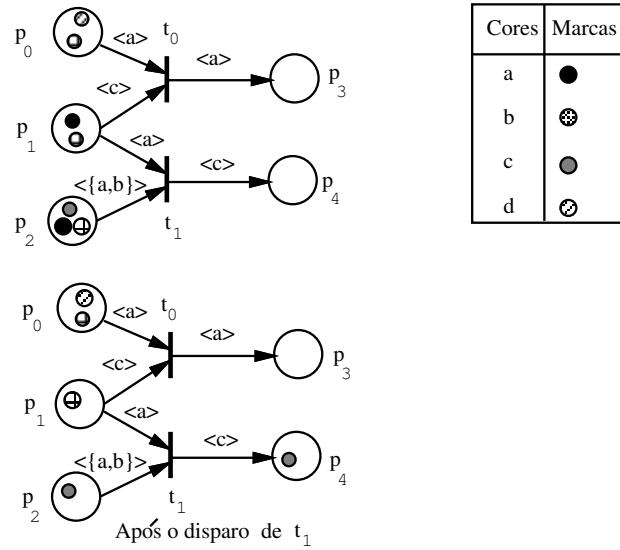 p0
<a>
t0
<a>
p3
<c>
p1
<a>
<c>
p4
<{a,b}>
p2
t1
Cores Marcas
a
b
c
d
p0
<a>
t0
<a>
p3
<c>
p1
<a>
<c>
p4
<{a,b}>
p2
t1
Após o disparo de t1